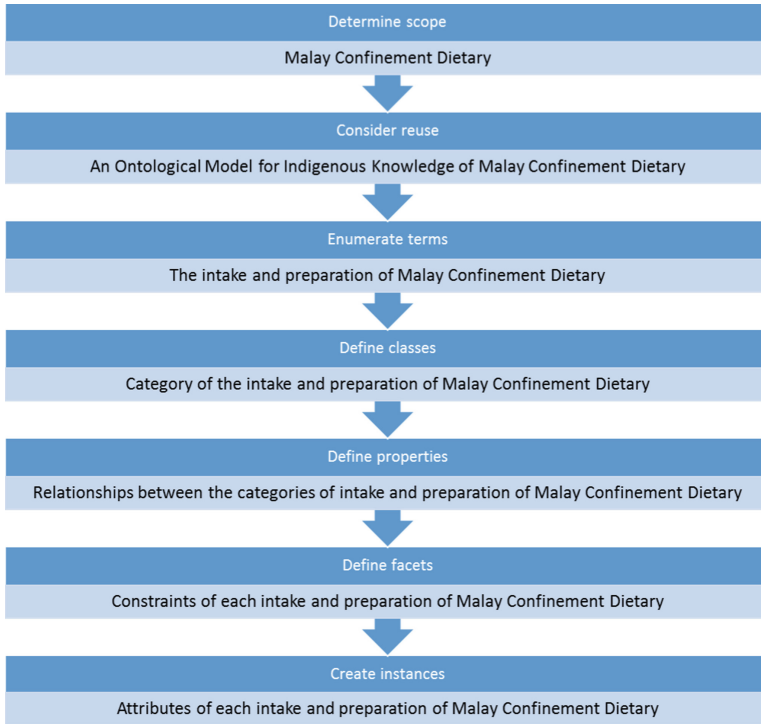 Determine scope
Malay Confinement Dietary
Consider reuse
An Ontological Model for Indigenous Knowledge of Malay Confinement Dietary
Enumerate terms
The intake and preparation of Malay Confinement Dietary
Define classes
Category of the intake and preparation of Malay Confinement Dietary
Define properties
Relationships between the categories of intake and preparation of Malay Confinement Dietary
Define facets
Constraints of each intake and preparation of Malay Confinement Dietary
Create instances
Attributes of each intake and preparation of Malay Confinement Dietary